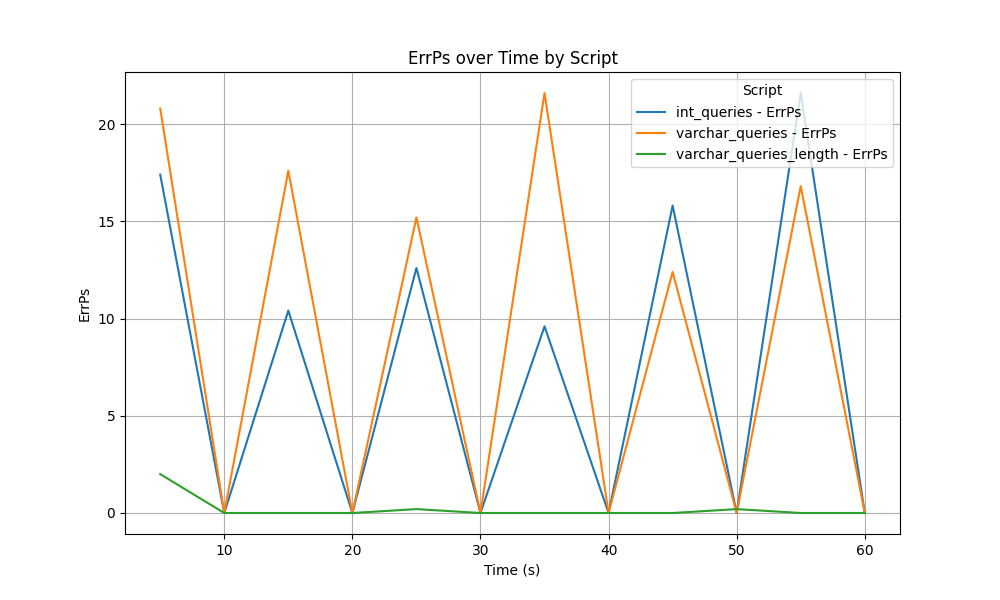 ErrPs over Time by Script
Script
int_queries - ErrPs
varchar_queries - ErrPs
varchar_queries_length - ErrPs
ErrPs
20
15
10
5
0
10 20 30 40 50 60
Time (s)